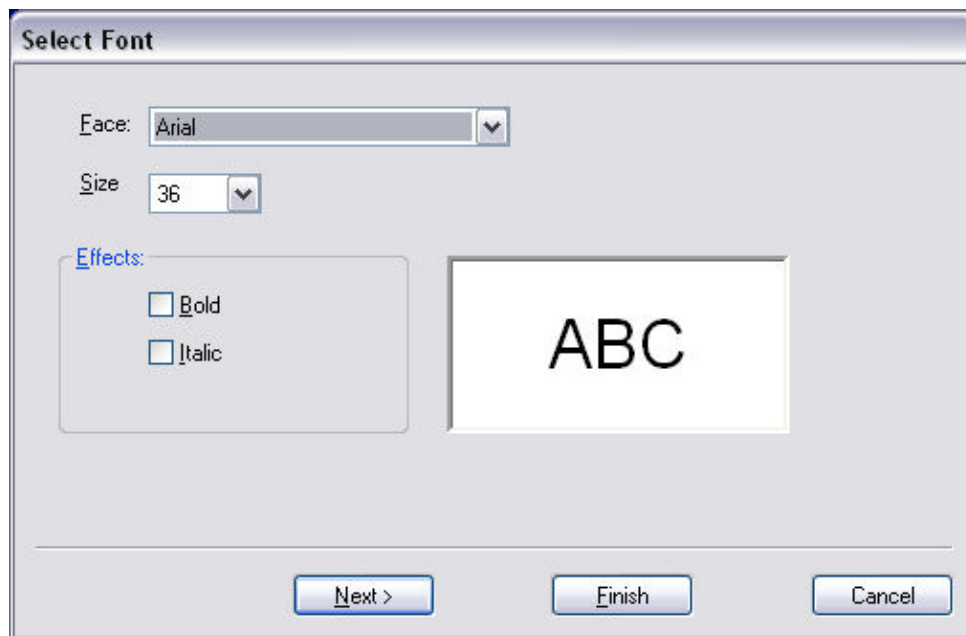 Select Font
Face: Arial
Size 36
Effects:
Bold
Italic
ABC
Next > Finish Cancel